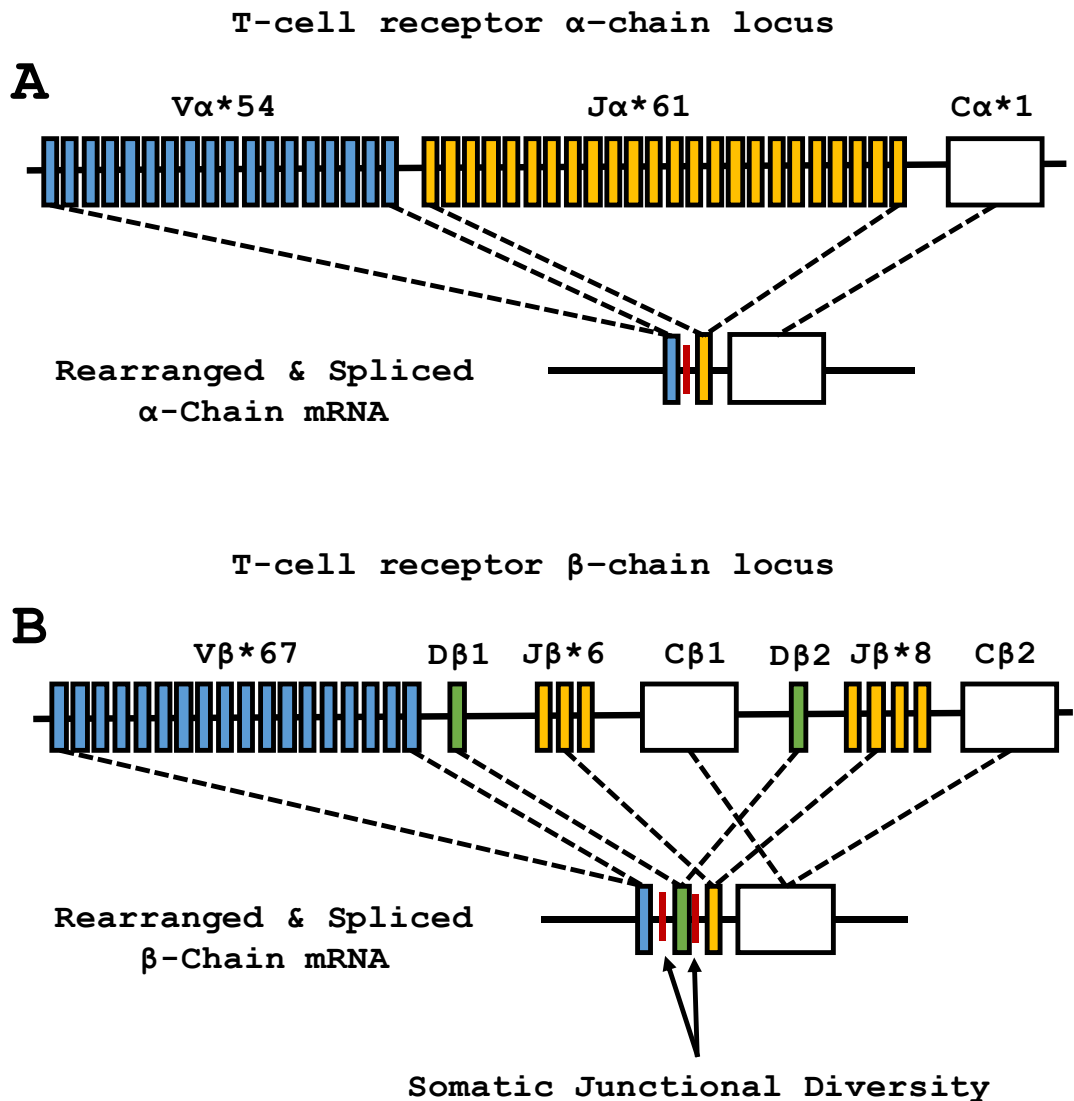 T-cell receptor α-chain locus
A
Vα*54 Jα*61 Cα*1
Rearranged & Spliced
α-Chain mRNA
T-cell receptor β-chain locus
B
Vβ*67 Dβ1 Jβ*6 Cβ1 Dβ2 Jβ*8 Cβ2
Rearranged & Spliced
β-Chain mRNA
Somatic Junctional Diversity